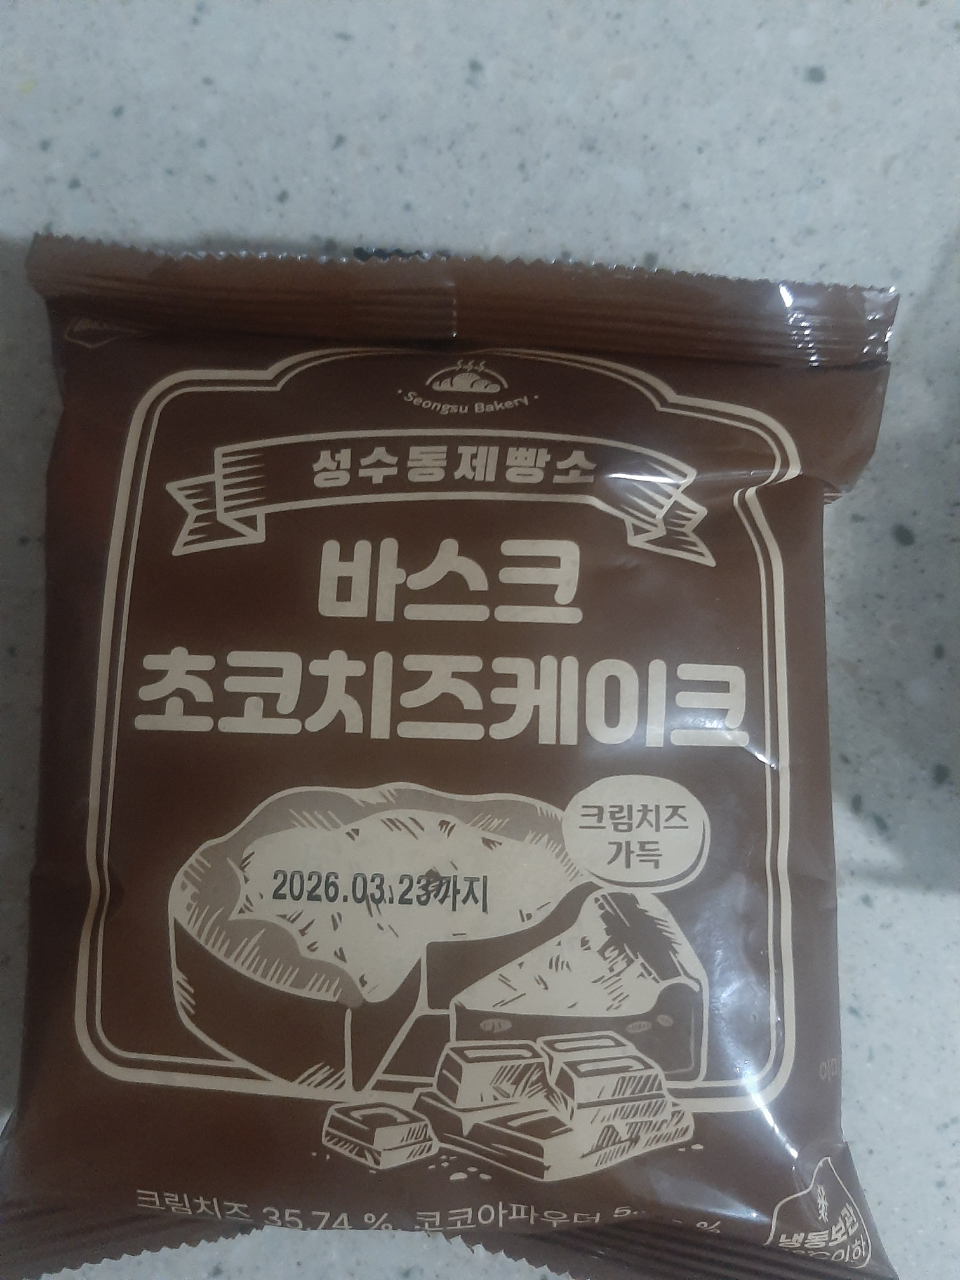 · Seongsu Bakery ·
성수동제빵소
바스크
초코치즈케이크
크림치즈
가득
2026.03.23까지
크림치즈 35.74 %, 코코아파우더
%
냉동보관
이하